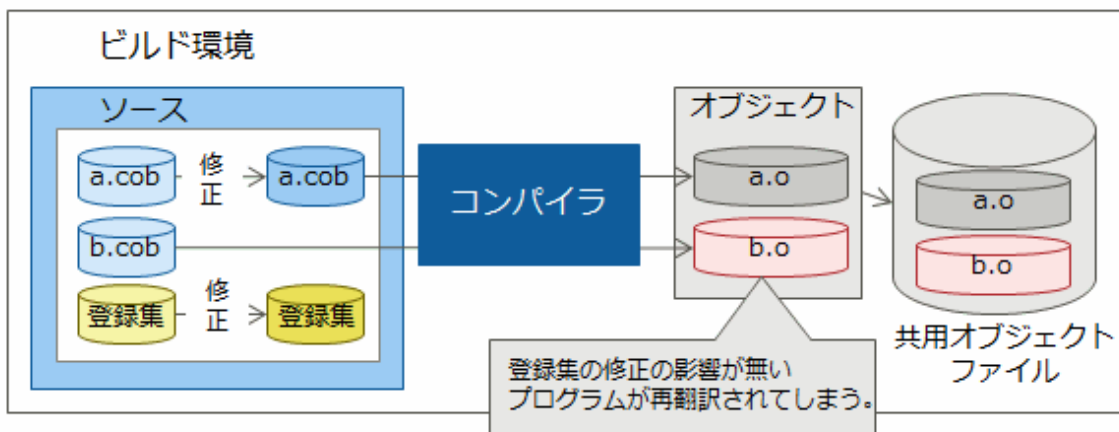 ビルド環境
ソース
a.cob
修正
a.cob
b.cob
登録集
修正
登録集
コンパイラ
オブジェクト
a.o
b.o
a.o
b.o
共用オブジェクト
ファイル
登録集の修正の影響が無い
プログラムが再翻訳されてしまう。